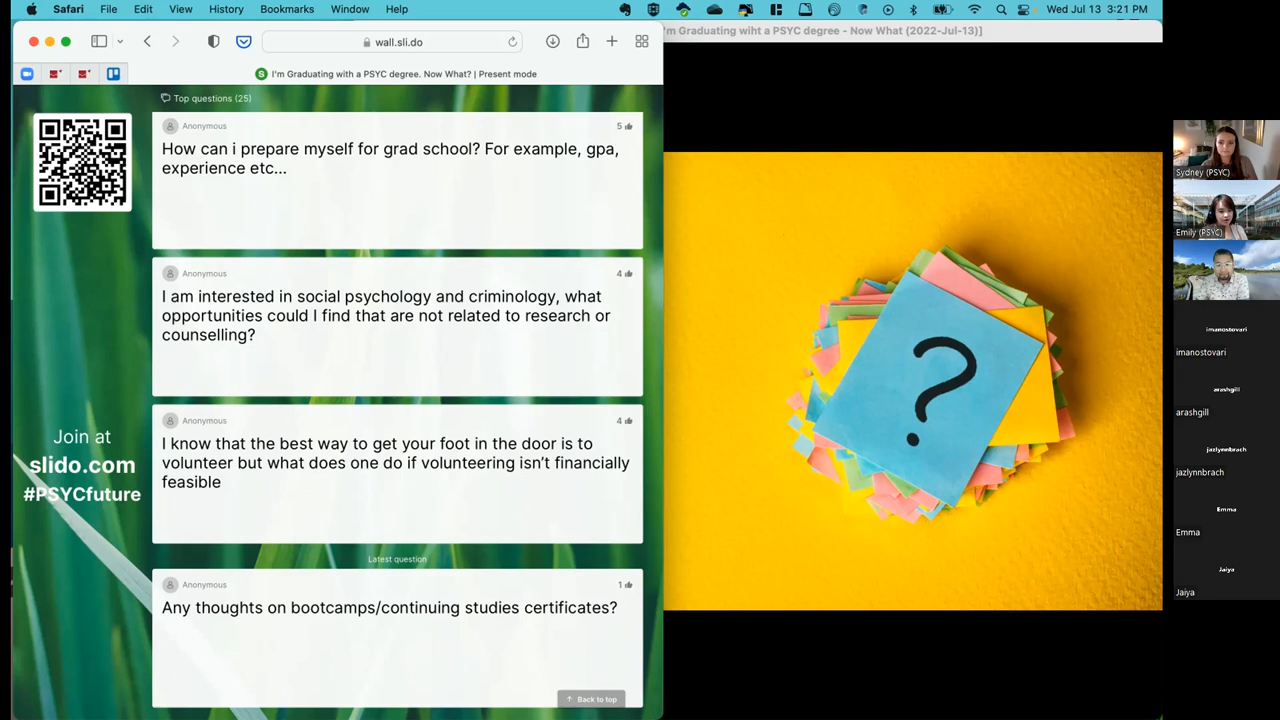 Safari File Edit View History Bookmarks Window Help
Wed Jul 13 3:21 PM
wall.sli.do
I'm Graduating with a PSYC degree. Now What? | Present mode
'm Graduating wiht a PSYC degree - Now What (2022-Jul-13)]
Top questions (25)
Anonymous
5
How can i prepare myself for grad school? For example, gpa,
experience etc...
Anonymous
4
I am interested in social psychology and criminology, what
opportunities could I find that are not related to research or
counselling?
Anonymous
4
I know that the best way to get your foot in the door is to
volunteer but what does one do if volunteering isn't financially
feasible
Latest question
Anonymous
1
Any thoughts on bootcamps/continuing studies certificates?
Back to top
Join at
slido.com
#PSYCfuture
?
Sydney (PSYC)
Emily (PSYC)
imanostovari
imanostovari
arashgill
arashgill
jazlynnbrach
jazlynnbrach
Emma
Emma
Jaiya
Jaiya